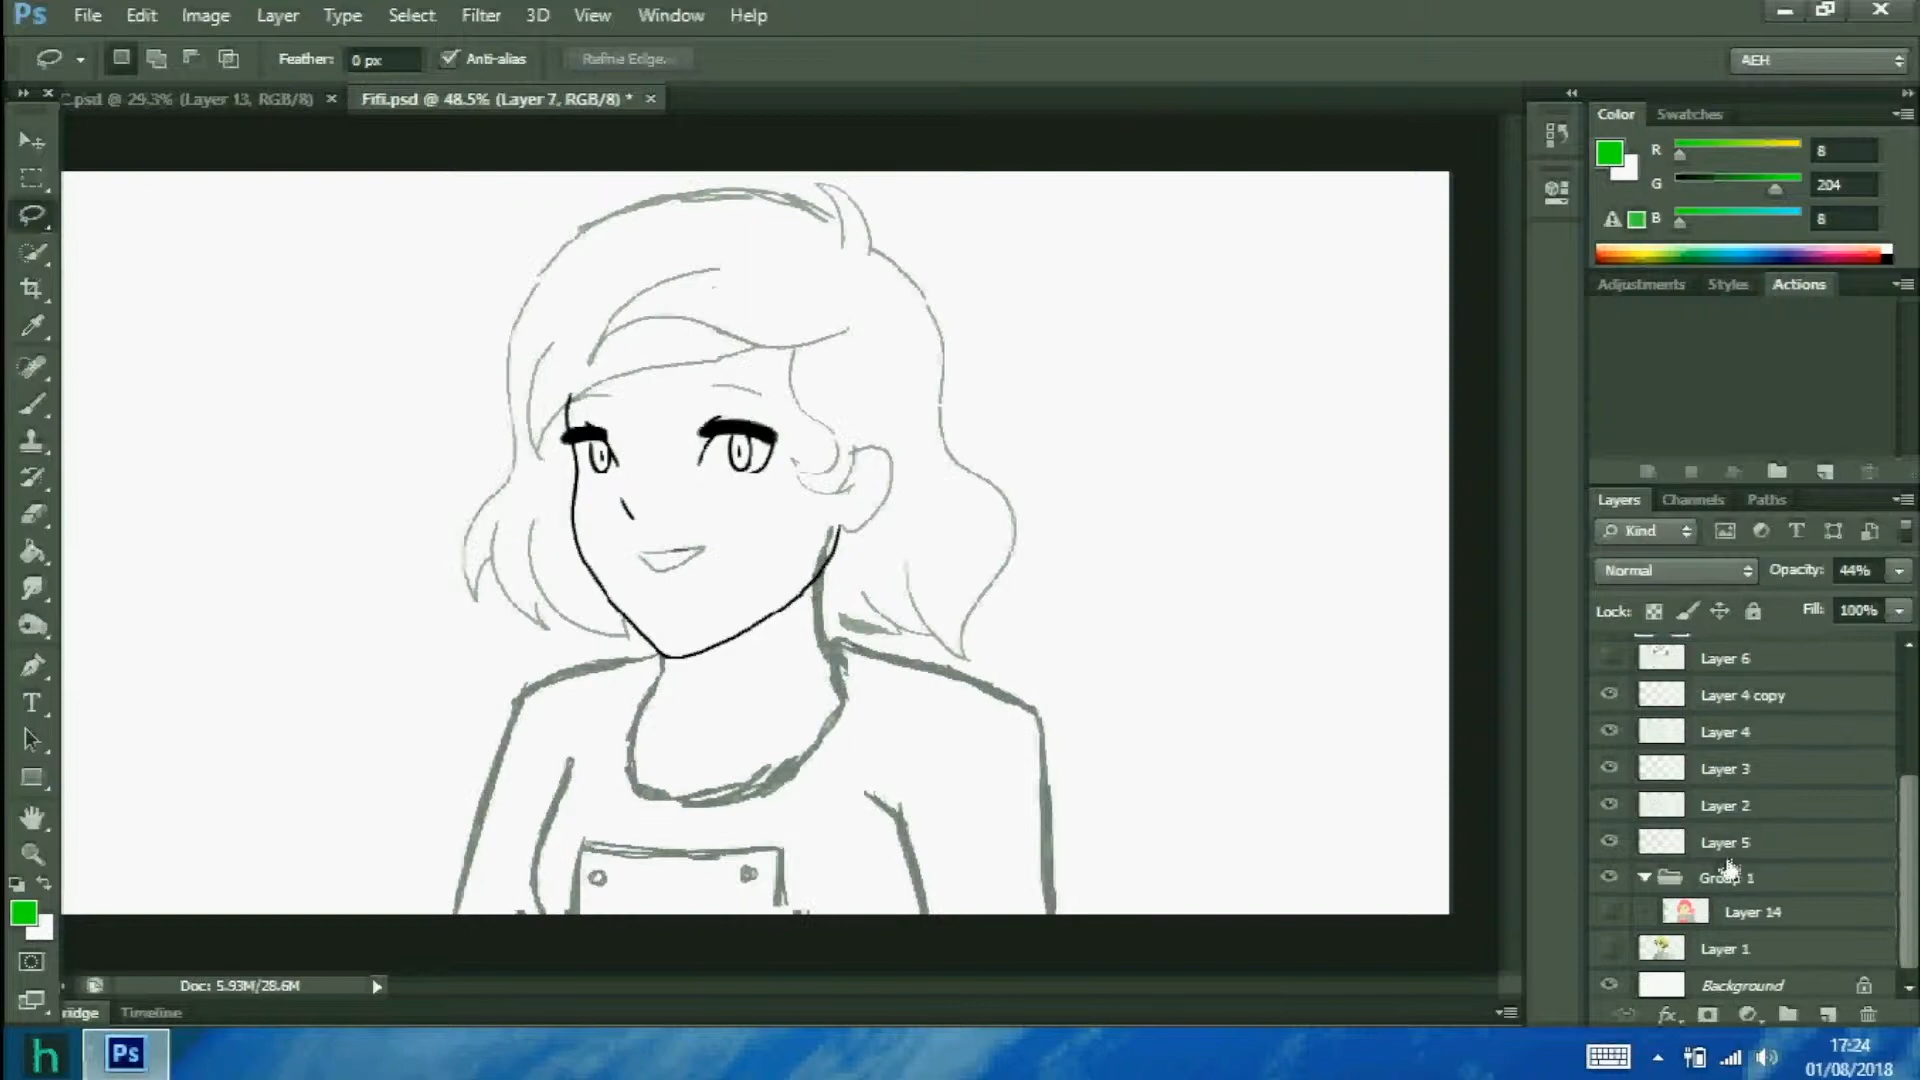 Ps File Edit Image Layer Type Select Filter 3D View Window Help
Feather: 0 px Anti-alias Refine Edge... AEH
.psd @ 29.3% (Layer 13, RGB/8) × Fifi.psd @ 48.5% (Layer 7, RGB/8) * ×
Color Swatches
R 8
G 204
B 8
Adjustments Styles Actions
Layers Channels Paths
Kind
Normal Opacity: 44%
Lock: Fill: 100%
Layer 6
Layer 4 copy
Layer 4
Layer 3
Layer 2
Layer 5
Group 1
Layer 14
Layer 1
Background
Doc: 5.93M/28.6M
ridge Timeline
h Ps
17:24
01/08/2018